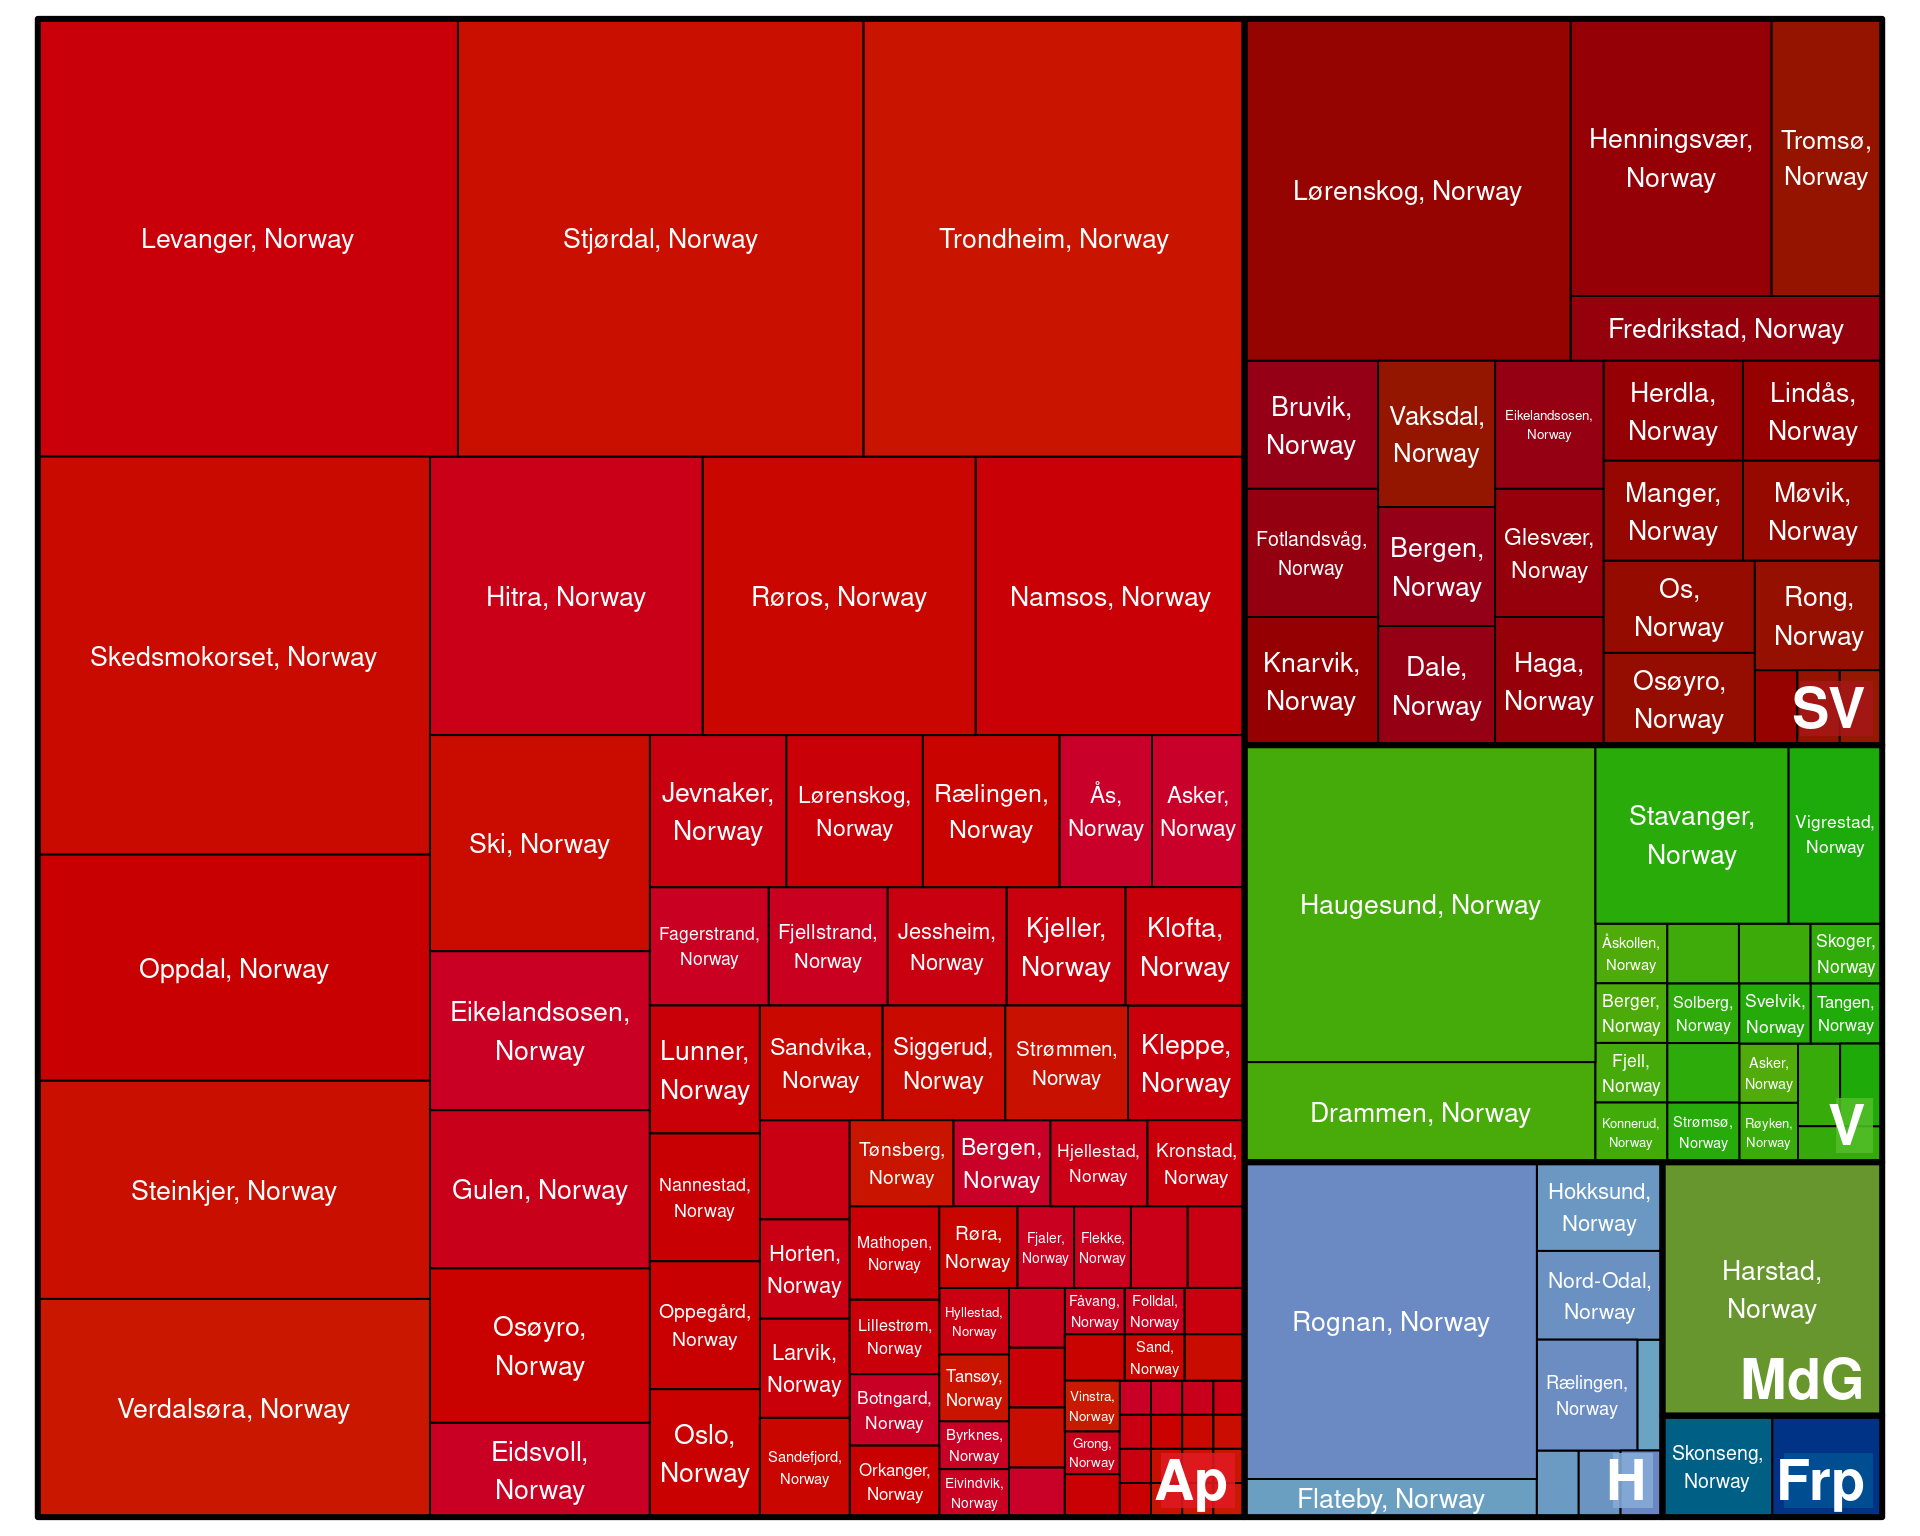 Levanger, Norway
Stjørdal, Norway
Trondheim, Norway
Skedsmokorset, Norway
Hitra, Norway
Røros, Norway
Namsos, Norway
Oppdal, Norway
Steinkjer, Norway
Verdalsøra, Norway
Ski, Norway
Eikelandsosen,
Norway
Gulen, Norway
Osøyro,
Norway
Eidsvoll,
Norway
Jevnaker,
Norway
Lørenskog,
Norway
Rælingen,
Norway
Ås,
Norway
Asker,
Norway
Fagerstrand,
Norway
Fjellstrand,
Norway
Jessheim,
Norway
Kjeller,
Norway
Kløfta,
Norway
Lunner,
Norway
Sandvika,
Norway
Siggerud,
Norway
Strømmen,
Norway
Kleppe,
Norway
Nannestad,
Norway
Oppegård,
Norway
Oslo,
Norway
Horten,
Norway
Larvik,
Norway
Sandefjord,
Norway
Tønsberg,
Norway
Bergen,
Norway
Hjellestad,
Norway
Kronstad,
Norway
Mathopen,
Norway
Lillestrøm,
Norway
Botngard,
Norway
Orkanger,
Norway
Røra,
Norway
Fjaler,
Norway
Flekke,
Norway
Hyllestad,
Norway
Tansøy,
Norway
Byrknes,
Norway
Eivindvik,
Norway
Fåvang,
Norway
Folldal,
Norway
Sand,
Norway
Vinstra,
Norway
Grong,
Norway
Ap
Lørenskog, Norway
Henningsvær,
Norway
Tromsø,
Norway
Fredrikstad, Norway
Bruvik,
Norway
Vaksdal,
Norway
Eikelandsosen,
Norway
Herdla,
Norway
Lindås,
Norway
Fotlandsvåg,
Norway
Bergen,
Norway
Glesvær,
Norway
Manger,
Norway
Møvik,
Norway
Knarvik,
Norway
Dale,
Norway
Haga,
Norway
Os,
Norway
Rong,
Norway
Osøyro,
Norway
SV
Haugesund, Norway
Drammen, Norway
Stavanger,
Norway
Vigrestad,
Norway
Åskollen,
Norway
Skoger,
Norway
Berger,
Norway
Solberg,
Norway
Svelvik,
Norway
Tangen,
Norway
Fjell,
Norway
Asker,
Norway
Konnerud,
Norway
Strømsø,
Norway
Røyken,
Norway
V
Rognan, Norway
Flateby, Norway
Hokksund,
Norway
Nord-Odal,
Norway
Rælingen,
Norway
H
Harstad,
Norway
MdG
Skonseng,
Norway
Frp